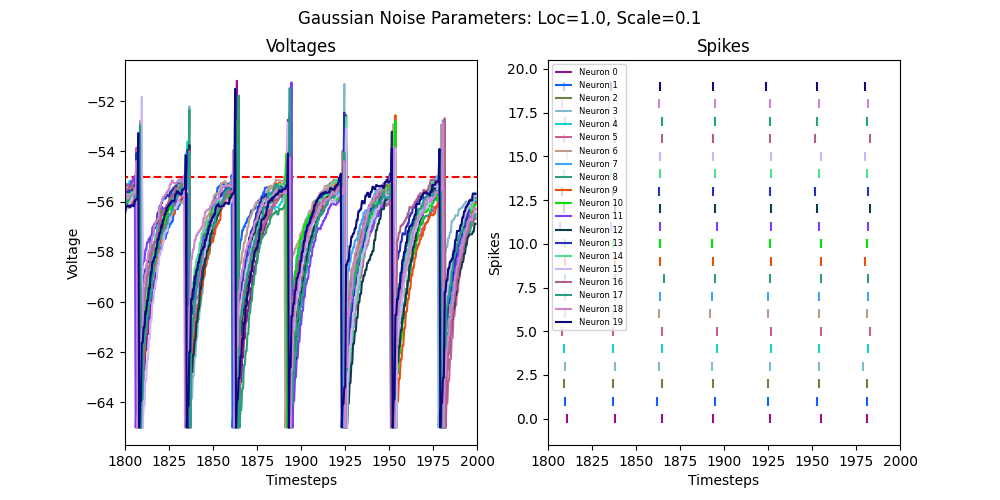 Gaussian Noise Parameters: Loc=1.0, Scale=0.1
Voltages
Voltage
−52
−54
−56
−58
−60
−62
−64
1800
1825
1850
1875
1900
1925
1950
1975
2000
Timesteps
Spikes
Spikes
20.0
17.5
15.0
12.5
10.0
7.5
5.0
2.5
0.0
Neuron 0
Neuron 1
Neuron 2
Neuron 3
Neuron 4
Neuron 5
Neuron 6
Neuron 7
Neuron 8
Neuron 9
Neuron 10
Neuron 11
Neuron 12
Neuron 13
Neuron 14
Neuron 15
Neuron 16
Neuron 17
Neuron 18
Neuron 19
1800
1825
1850
1875
1900
1925
1950
1975
2000
Timesteps